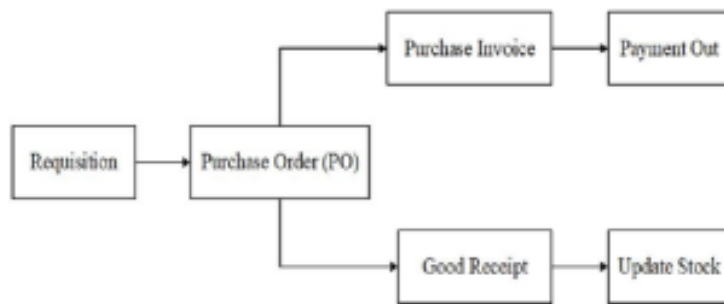 Purchase Invoice
Payment Out
Requisition
Purchase Order (PO)
Good Receipt
Update Stock